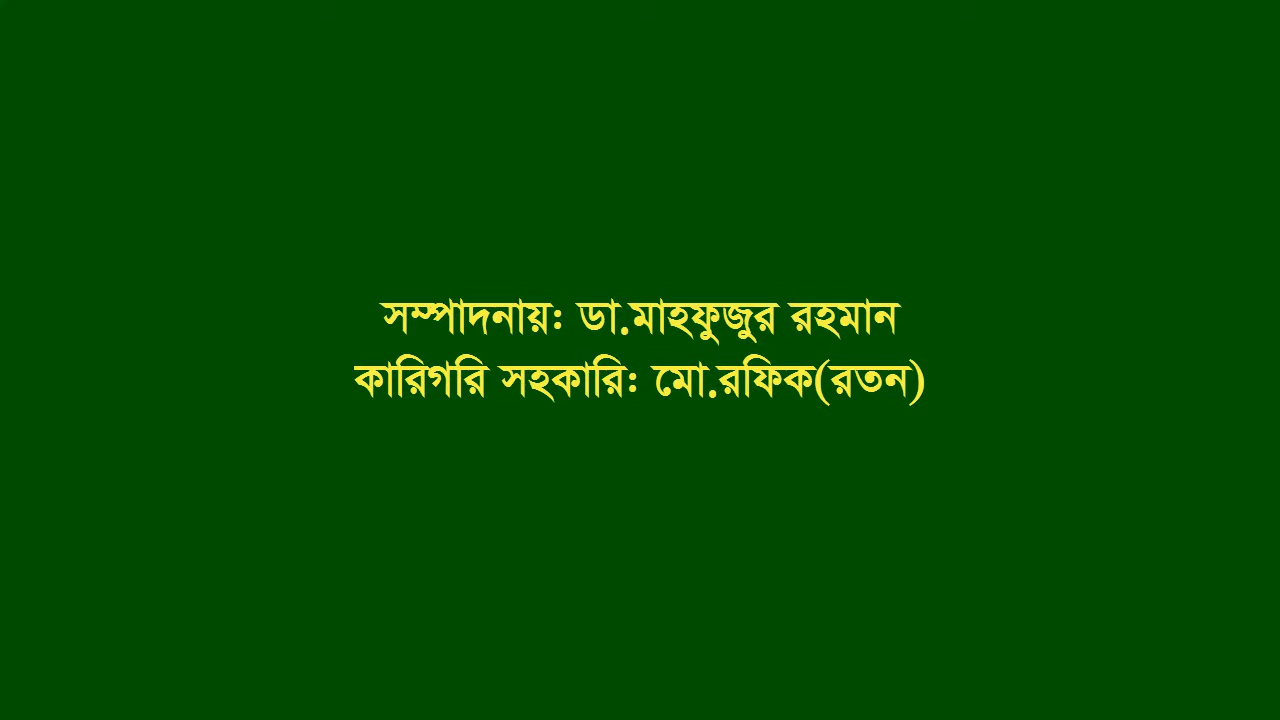 সম্পাদনায়: ডা.মাহফুজুর রহমান
কারিগরি সহকারি: মো.রফিক(রতন)